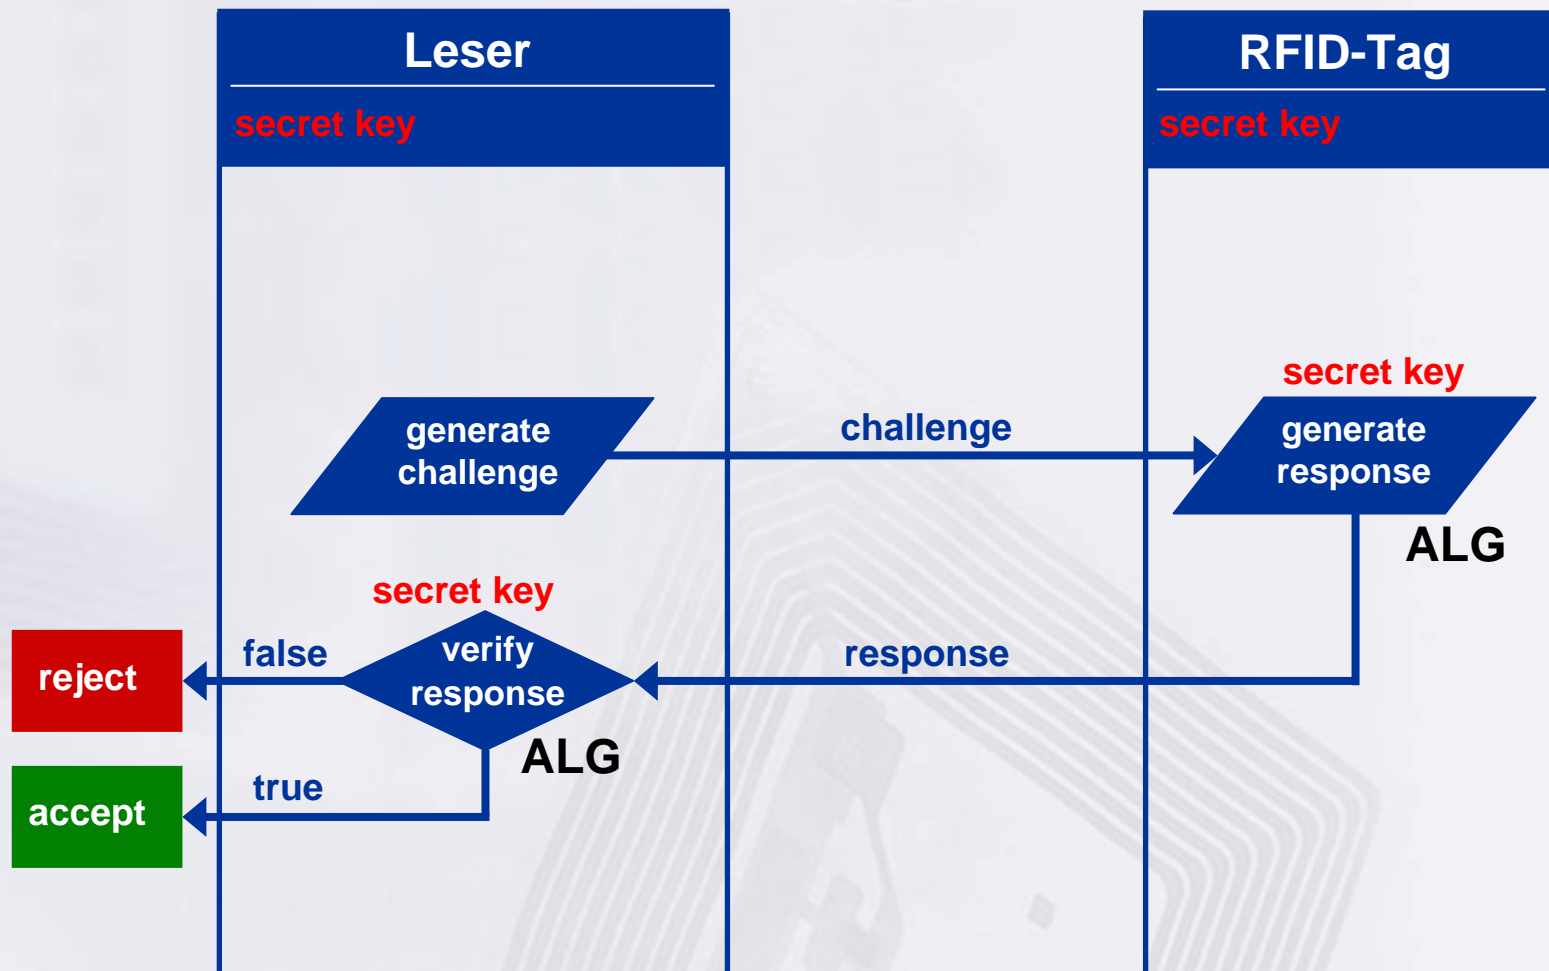 Leser
RFID-Tag
secret key
secret key
secret key
generate
challenge
challenge
generate
response
ALG
secret key
reject
false
verify
response
response
ALG
accept
true